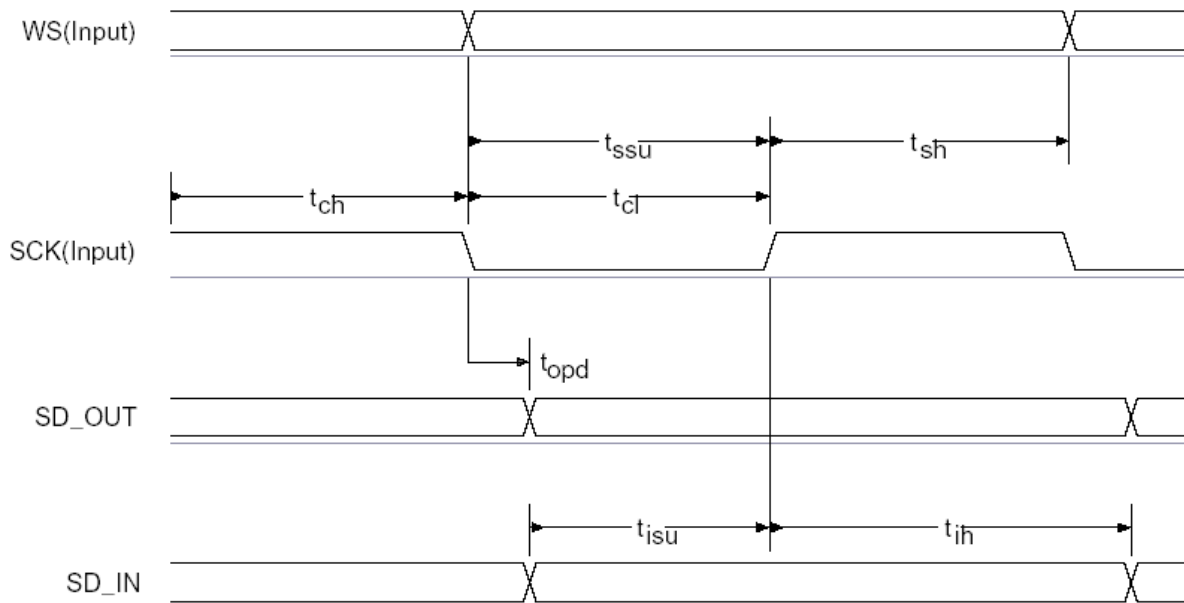 WS(Input)
tssu
tsh
tch
tcl
SCK(Input)
topd
SD_OUT
tisu
tih
SD_IN